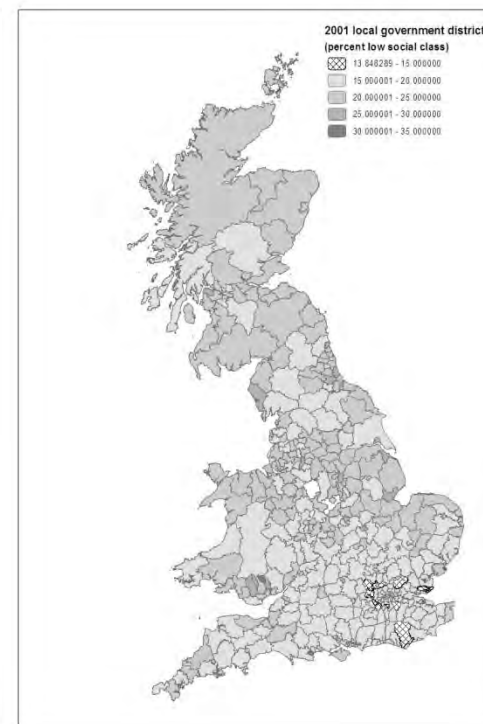 2001 local government district
(percent low social class)
13.846289 - 15.000000
15.000001 - 20.000000
20.000001 - 25.000000
25.000001 - 30.000000
30.000001 - 35.000000